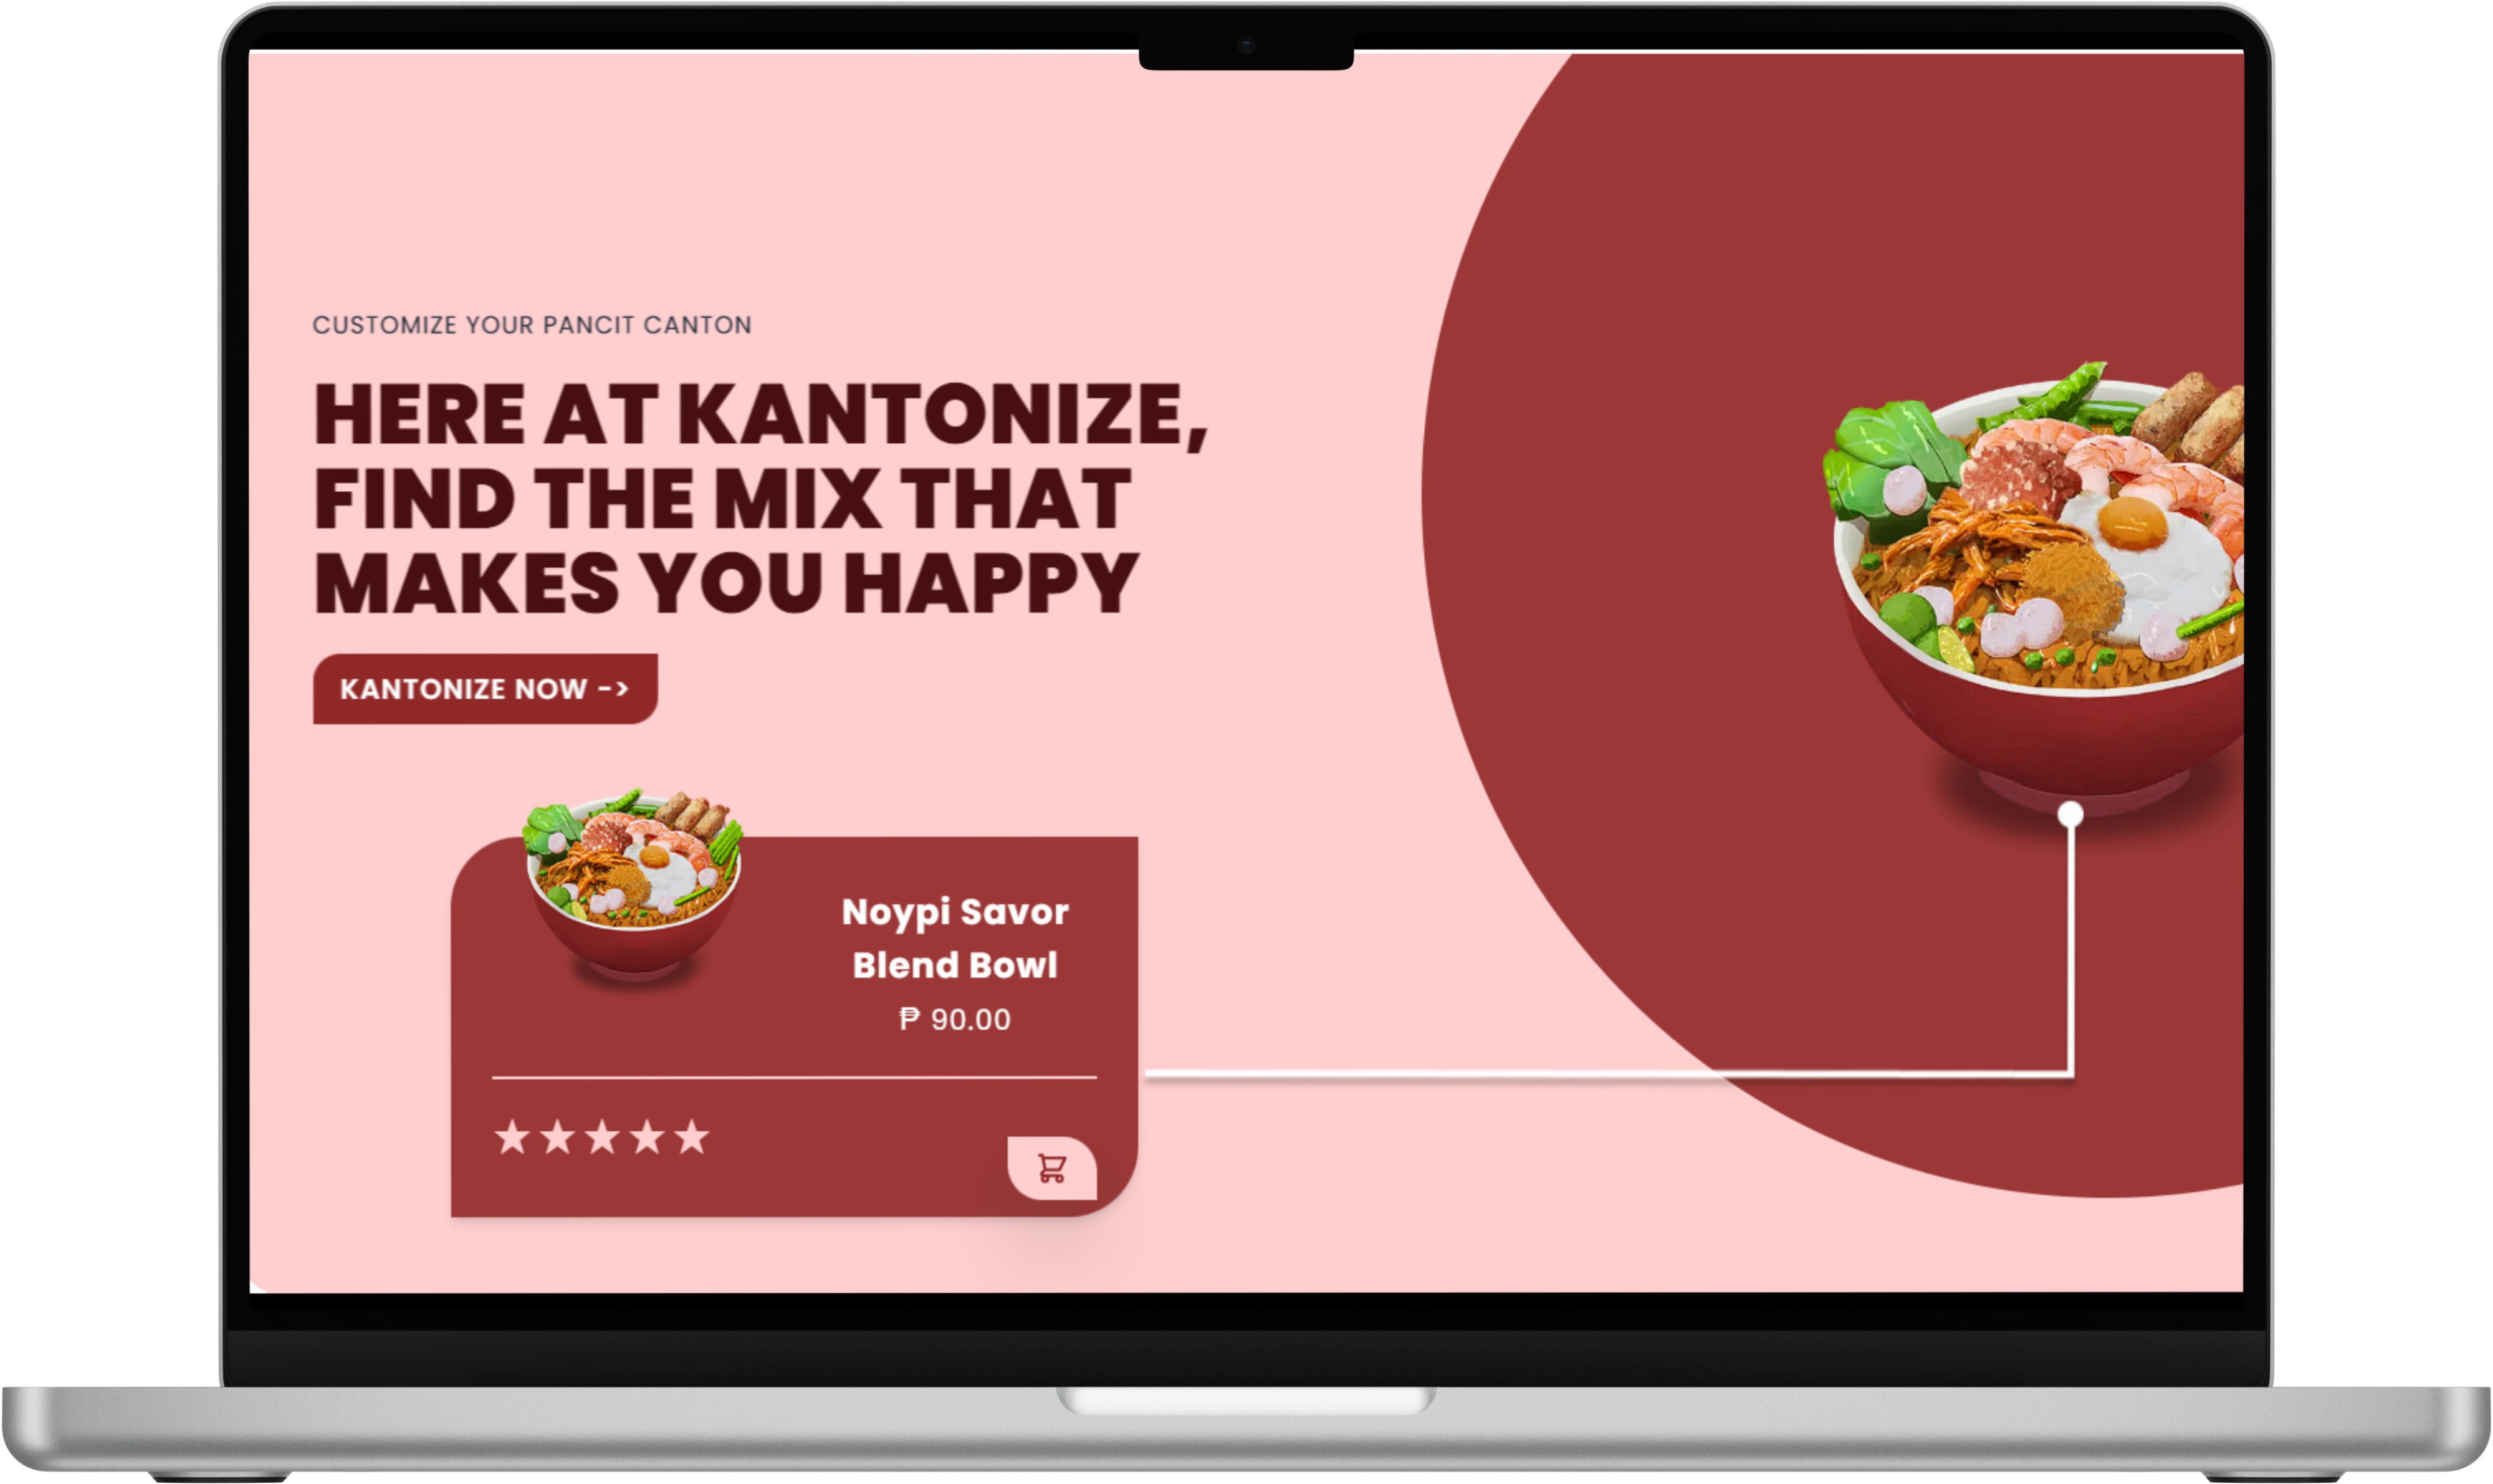 CUSTOMIZE YOUR PANCIT CANTON
HERE AT KANTONIZE,
FIND THE MIX THAT
MAKES YOU HAPPY
KANTONIZE NOW ->
Noypi Savor
Blend Bowl
₱ 90.00